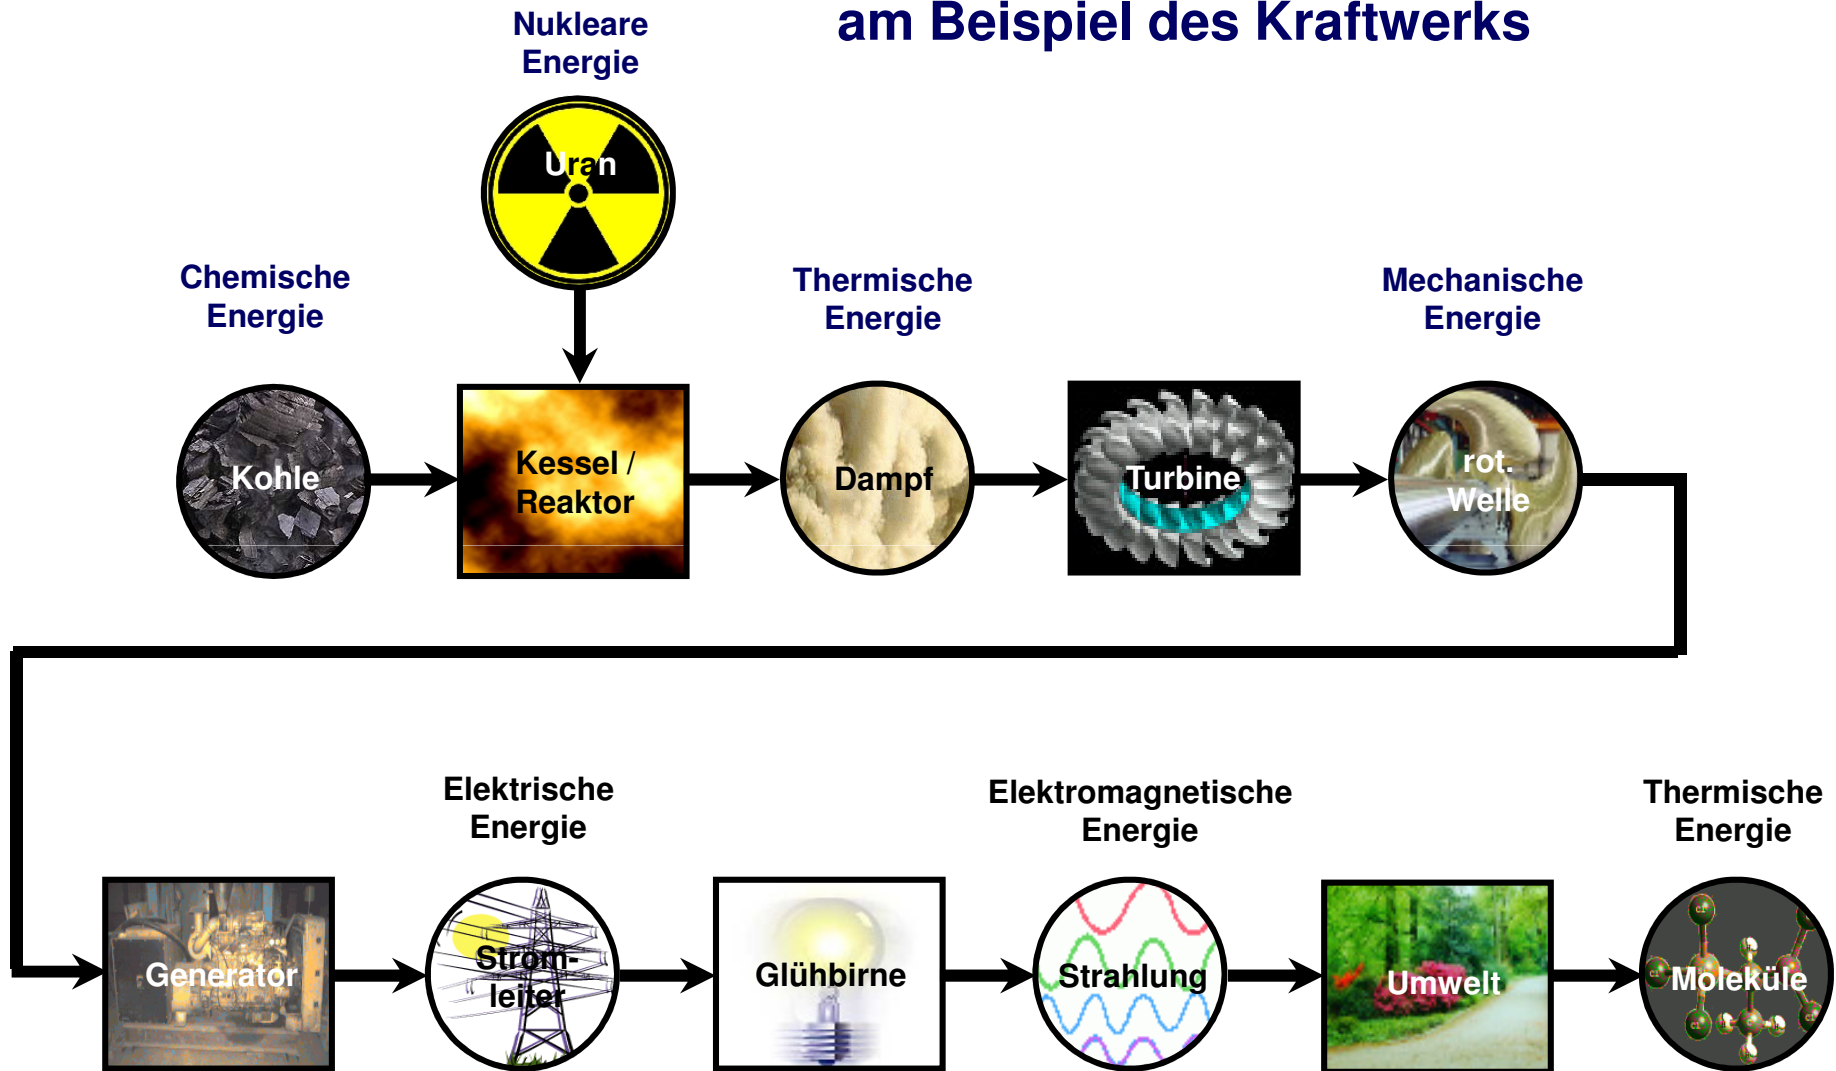 am Beispiel des Kraftwerks
Nukleare
Energie
Uran
Chemische
Energie
Thermische
Energie
Mechanische
Energie
Kohle
Kessel /
Reaktor
Dampf
Turbine
rot.
Welle
Elektrische
Energie
Elektromagnetische
Energie
Thermische
Energie
Generator
Strom-
leiter
Glühbirne
Strahlung
Umwelt
Moleküle